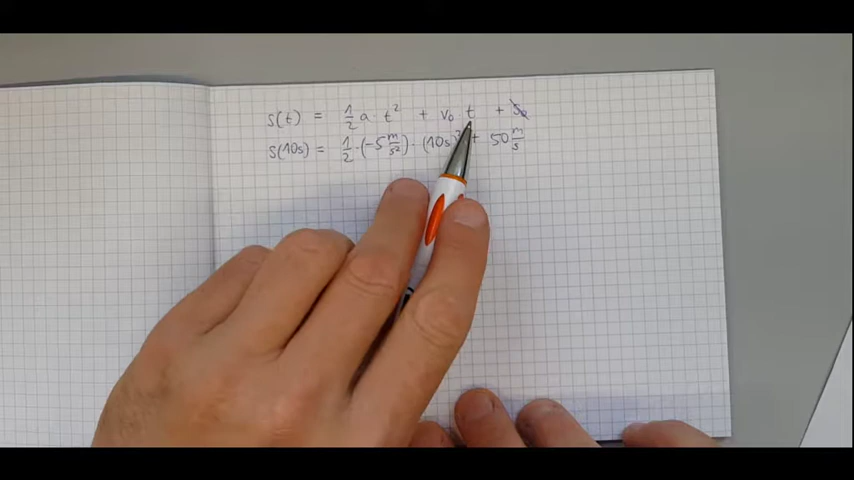 s(t) = 1/2 a · t² + v₀ t + s₀
s(10s) = 1/2 · (-5 m/s²) · (10s)² + 50 m/s